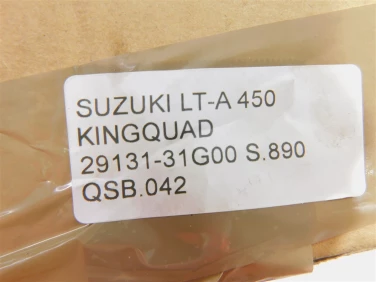 SUZUKI LT-A 450
KINGQUAD
29131-31G00 S.890
QSB.042